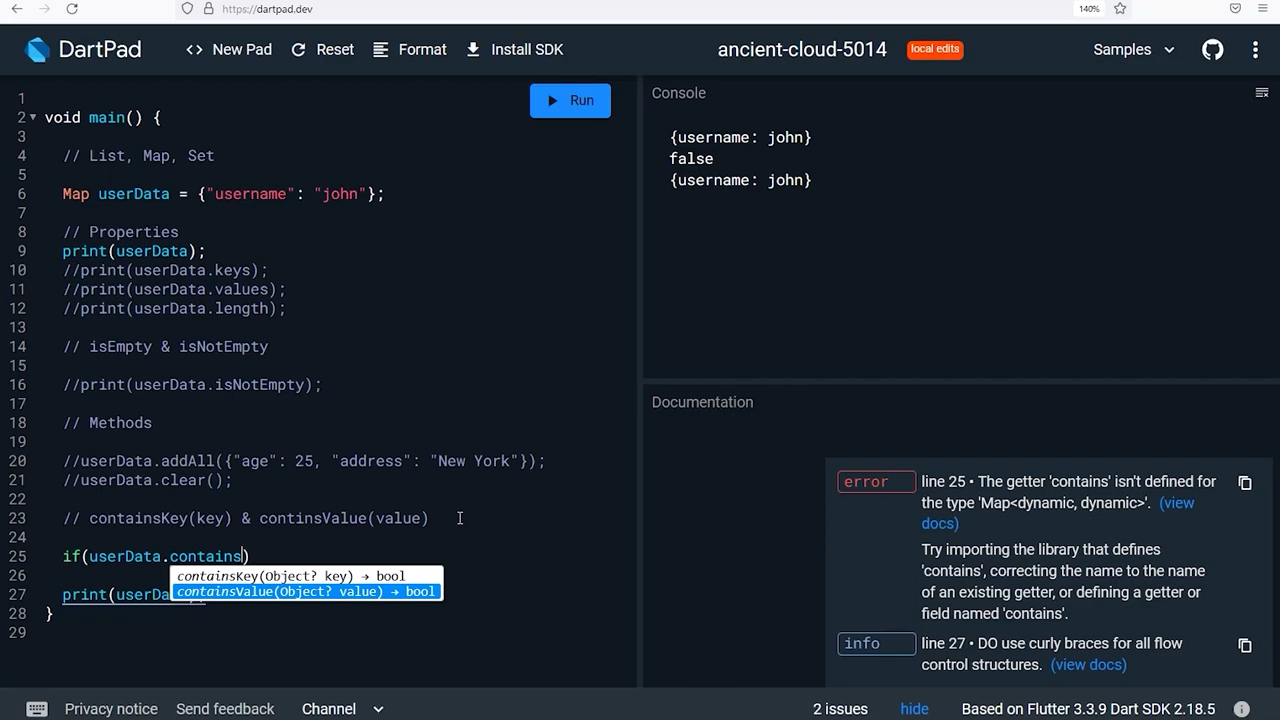 https://dartpad.dev
140%
DartPad
New Pad
Reset
Format
Install SDK
ancient-cloud-5014
local edits
Samples
Run
1
2 void main() {
3
4 // List, Map, Set
5
6 Map userData = {"username": "john"};
7
8 // Properties
9 print(userData);
10 //print(userData.keys);
11 //print(userData.values);
12 //print(userData.length);
13
14 // isEmpty & isNotEmpty
15
16 //print(userData.isNotEmpty);
17
18 // Methods
19
20 //userData.addAll({"age": 25, "address": "New York"});
21 //userData.clear();
22
23 // containsKey(key) & continsValue(value)
24
25 if(userData.contains)
containsKey(Object? key) → bool
containsValue(Object? value) → bool
26
27 print(userDa
28 }
29
Console
{username: john}
false
{username: john}
Documentation
error
line 25 • The getter 'contains' isn't defined for
the type 'Map<dynamic, dynamic>'. (view
docs)
Try importing the library that defines
'contains', correcting the name to the name
of an existing getter, or defining a getter or
field named 'contains'.
info
line 27 • DO use curly braces for all flow
control structures. (view docs)
Privacy notice
Send feedback
Channel
2 issues
hide
Based on Flutter 3.3.9 Dart SDK 2.18.5